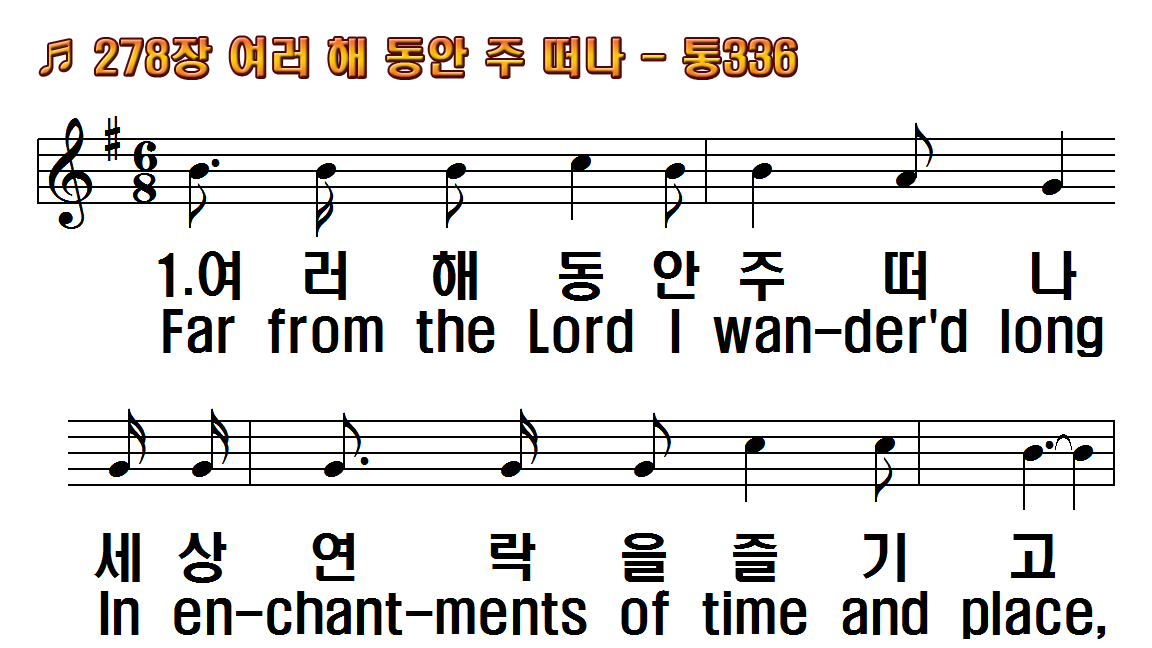 ♬ 278장 여러 해 동안 주 떠나 - 통336
6
8
1.여 러 해 동 안 주 떠 나
Far from the Lord I wan-der'd long
세 상 연 락 을 즐 기 고
In en-chant-ments of time and place,